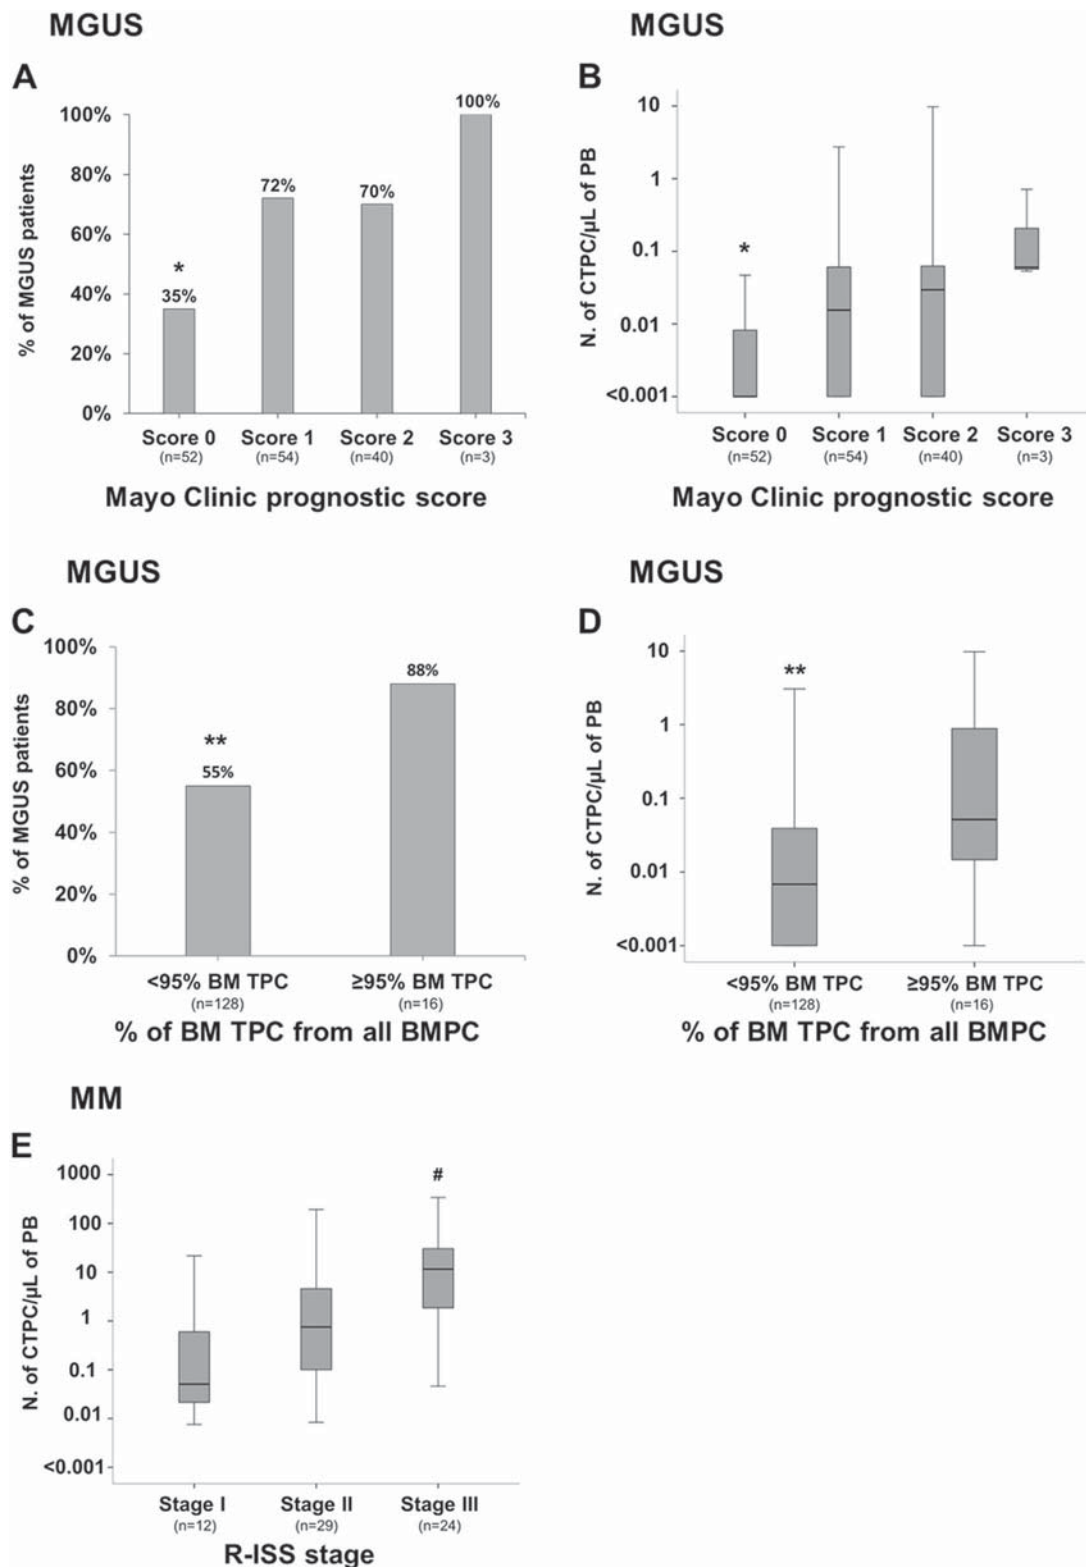 MGUS
A
% of MGUS patients
100%
80%
60%
40%
20%
0%
*
35%
72%
70%
100%
Score 0 Score 1 Score 2 Score 3
(n=52) (n=54) (n=40) (n=3)
Mayo Clinic prognostic score
MGUS
B
N. of CTPC/µL of PB
10
1
0.1
0.01
<0.001
*
Score 0 Score 1 Score 2 Score 3
(n=52) (n=54) (n=40) (n=3)
Mayo Clinic prognostic score
MGUS
C
% of MGUS patients
100%
80%
60%
40%
20%
0%
**
55%
88%
<95% BM TPC ≥95% BM TPC
(n=128) (n=16)
% of BM TPC from all BMPC
MGUS
D
N. of CTPC/µL of PB
10
1
0.1
0.01
<0.001
**
<95% BM TPC ≥95% BM TPC
(n=128) (n=16)
% of BM TPC from all BMPC
MM
E
N. of CTPC/µL of PB
1000
100
10
1
0.1
0.01
<0.001
#
Stage I Stage II Stage III
(n=12) (n=29) (n=24)
R-ISS stage